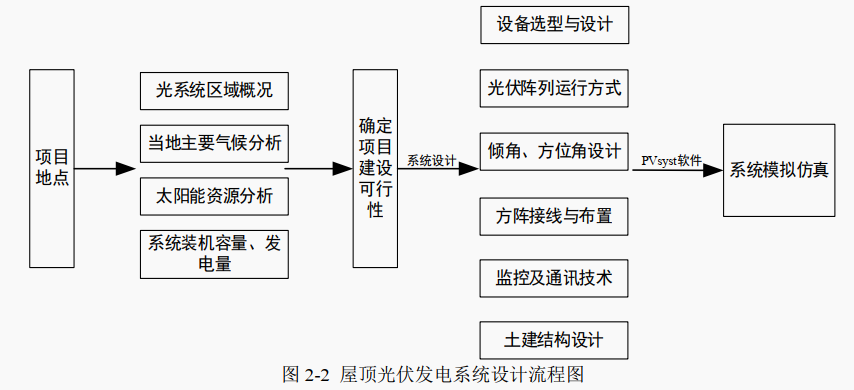 项目
地点
光系统区域概况
当地主要气候分析
太阳能资源分析
系统装机容量、发
电量
确定
项目
建设
可行
性
系统设计
设备选型与设计
光伏阵列运行方式
倾角、方位角设计
方阵接线与布置
监控及通讯技术
土建结构设计
PVsyst软件
系统模拟仿真
图 2-2 屋顶光伏发电系统设计流程图